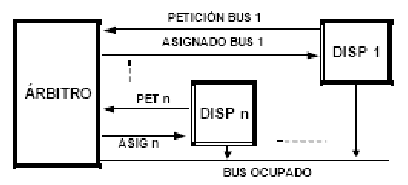 PETICIÓN BUS 1
ASIGNADO BUS 1
DISP 1
ÁRBITRO
PET n
DISP n
ASIG n
BUS OCUPADO